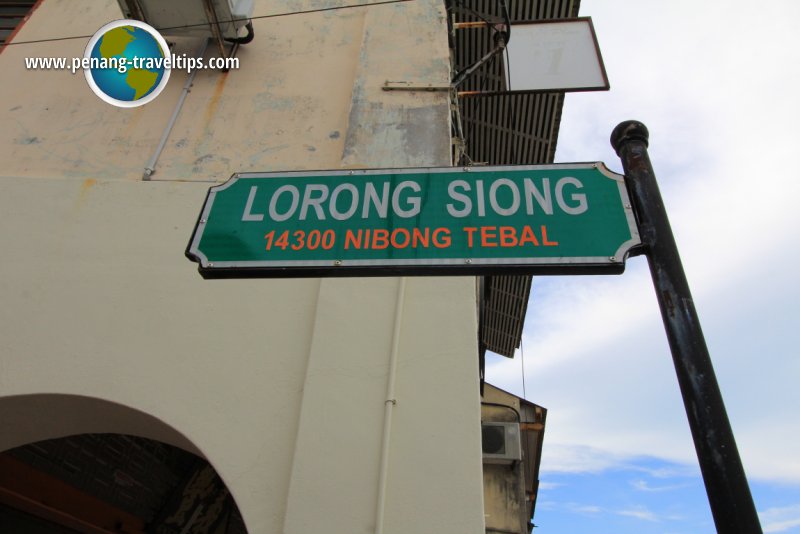 www.penang-traveltips.com
LORONG SIONG
14300 NIBONG TEBAL